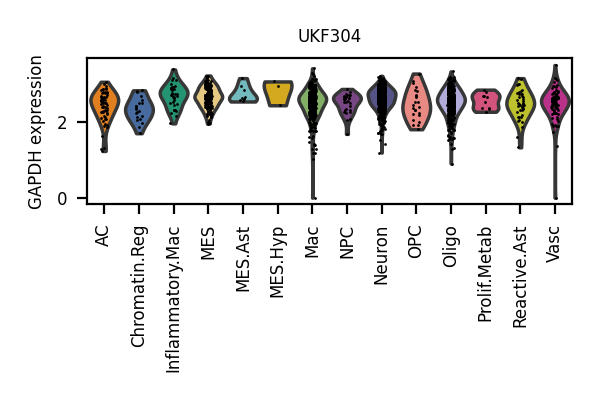 UKF304
GAPDH expression
2
0
AC
Chromatin.Reg
Inflammatory.Mac
MES
MES.Ast
MES.Hyp
Mac
NPC
Neuron
OPC
Oligo
Prolif.Metab
Reactive.Ast
Vasc